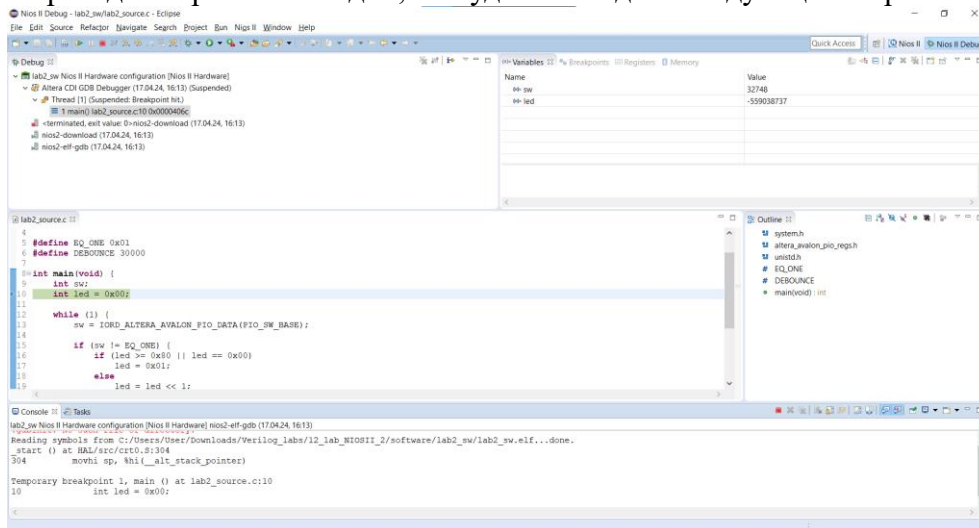 Nios II Debug - lab2_sw/lab2_source.c - Eclipse
File Edit Source Refactor Navigate Search Project Run Nios II Window Help
Quick Access
Nios II
Nios II Debu
Debug
lab2_sw Nios II Hardware configuration [Nios II Hardware]
Altera CDI GDB Debugger (17.04.24, 16:13) (Suspended)
Thread [1] (Suspended: Breakpoint hit.)
1 main() lab2_source.c:10 0x0000406c
<terminated, exit value: 0>nios2-download (17.04.24, 16:13)
nios2-download (17.04.24, 16:13)
nios2-elf-gdb (17.04.24, 16:13)
Variables Breakpoints Registers Memory
Name Value
sw 32748
led -559038737
lab2_source.c
4
5 #define EQ_ONE 0x01
6 #define DEBOUNCE 30000
7
8 int main(void) {
9 int sw;
10 int led = 0x00;
11
12 while (1) {
13 sw = IORD_ALTERA_AVALON_PIO_DATA(PIO_SW_BASE);
14
15 if (sw != EQ_ONE) {
16 if (led >= 0x80 || led == 0x00)
17 led = 0x01;
18 else
19 led = led << 1;
Outline
system.h
altera_avalon_pio_regs.h
unistd.h
EQ_ONE
DEBOUNCE
main(void) : int
Console Tasks
lab2_sw Nios II Hardware configuration [Nios II Hardware] nios2-elf-gdb (17.04.24, 16:13)
Reading symbols from C:/Users/User/Downloads/Verilog_labs/12_lab_NIOSII_2/software/lab2_sw/lab2_sw.elf...done.
_start () at HAL/src/crt0.S:304
304 movhi sp, %hi(__alt_stack_pointer)
Temporary breakpoint 1, main () at lab2_source.c:10
10 int led = 0x00;